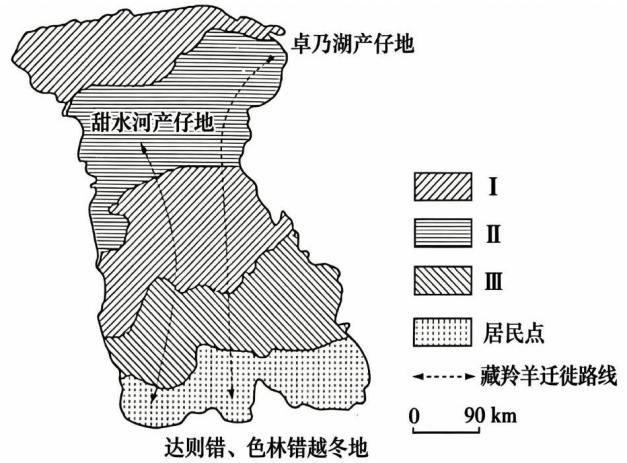 卓乃湖产仔地
甜水河产仔地
Ⅰ
Ⅱ
Ⅲ
居民点
藏羚羊迁徙路线
0 90 km
达则错、色林错越冬地